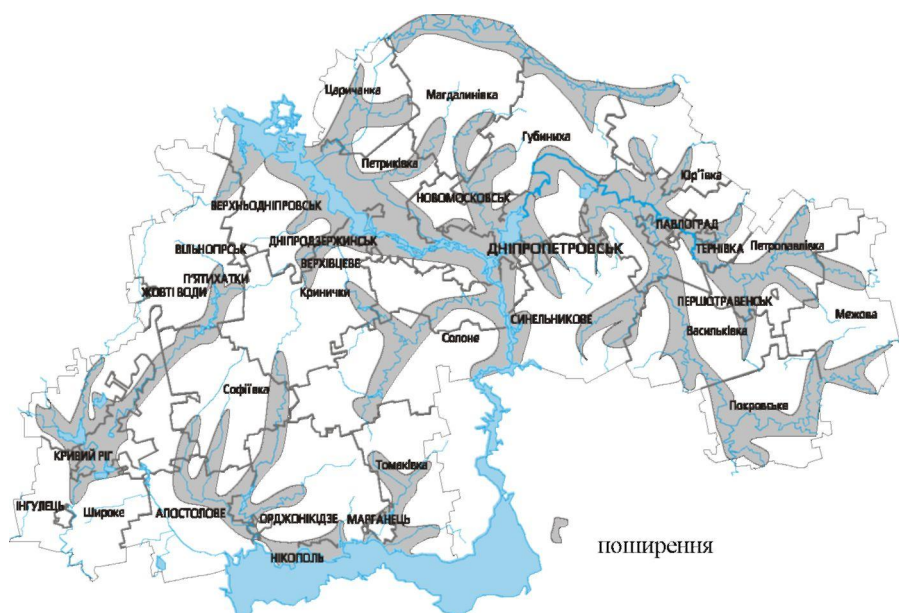 Царичанка
Магдалинівка
Губиниха
Петриківка
Юр'ївка
НОВОМОСКОВСЬК
ВЕРХНЬОДНІПРОВСЬК
ПАВЛОГРАД
ДНІПРОДЗЕРЖИНСЬК
ДНІПРОПЕТРОВСЬК
ТЕРНІВКА
Петропавлівка
ВІЛЬНОГІРСЬК
ВЕРХІВЦЕВЕ
П'ЯТИХАТКИ
ЖОВТІ ВОДИ
Кринички
ПЕРШОТРАВЕНСЬК
СИНЕЛЬНИКОВЕ
Межова
Васильківка
Солоне
Софіївка
Покровське
КРИВИЙ РІГ
Томаківка
ІНГУЛЕЦЬ
Широке
АПОСТОЛОВЕ
ОРДЖОНІКІДЗЕ
МАРГАНЕЦЬ
НІКОПОЛЬ
поширення